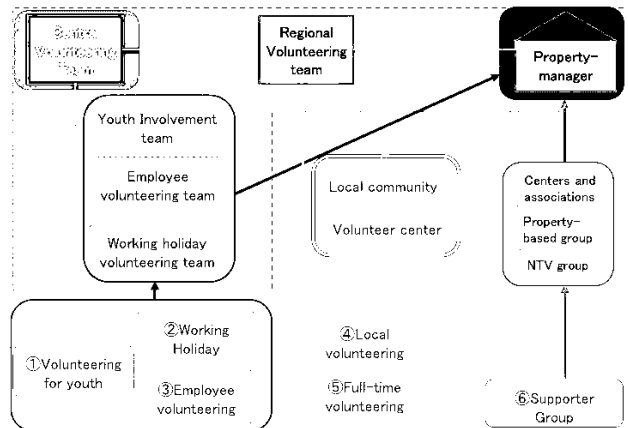 Volunteering
Team
Regional
Volunteering
team
Property-
manager
Youth Involvement
team
Employee
volunteering team
Working holiday
volunteering team
Local community
Volunteer center
Centers and
associations
Property-
based group
NTV group
①Volunteering
for youth
②Working
Holiday
③Employee
volunteering
④Local
volunteering
⑤Full-time
volunteering
⑥Supporter
Group